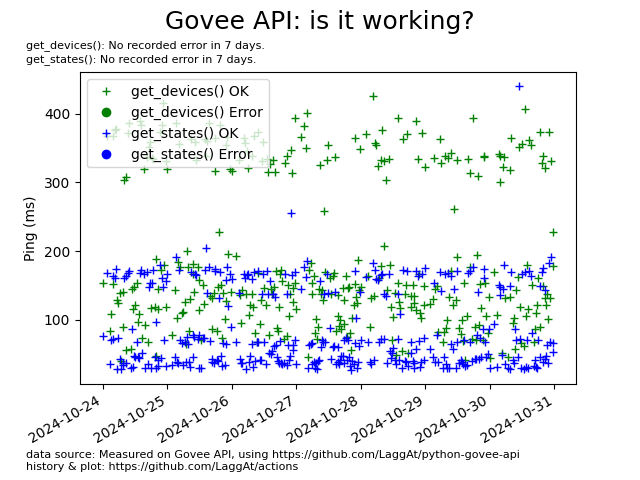 Govee API: is it working?
get_devices(): No recorded error in 7 days.
get_states(): No recorded error in 7 days.
get_devices() OK
get_devices() Error
get_states() OK
get_states() Error
Ping (ms)
400
300
200
100
2024-10-24
2024-10-25
2024-10-26
2024-10-27
2024-10-28
2024-10-29
2024-10-30
2024-10-31
data source: Measured on Govee API, using https://github.com/LaggAt/python-govee-api
history & plot: https://github.com/LaggAt/actions